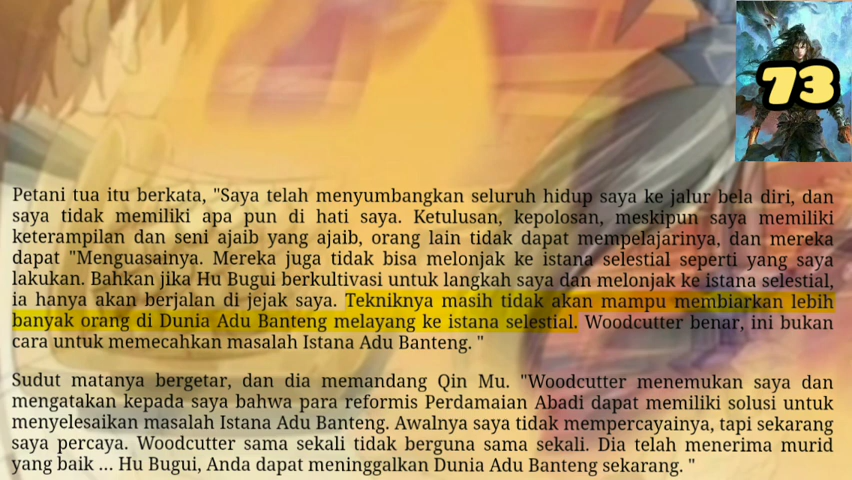 73
Petani tua itu berkata, "Saya telah menyumbangkan seluruh hidup saya ke jalur bela diri, dan
saya tidak memiliki apa pun di hati saya. Ketulusan, kepolosan, meskipun saya memiliki
keterampilan dan seni ajaib yang ajaib, orang lain tidak dapat mempelajarinya, dan mereka
dapat "Menguasainya. Mereka juga tidak bisa melonjak ke istana selestial seperti yang saya
lakukan. Bahkan jika Hu Bugui berkultivasi untuk langkah saya dan melonjak ke istana selestial,
ia hanya akan berjalan di jejak saya. Tekniknya masih tidak akan mampu membiarkan lebih
banyak orang di Dunia Adu Banteng melayang ke istana selestial. Woodcutter benar, ini bukan
cara untuk memecahkan masalah Istana Adu Banteng. "
Sudut matanya bergetar, dan dia memandang Qin Mu. "Woodcutter menemukan saya dan
mengatakan kepada saya bahwa para reformis Perdamaian Abadi dapat memiliki solusi untuk
menyelesaikan masalah Istana Adu Banteng. Awalnya saya tidak mempercayainya, tapi sekarang
saya percaya. Woodcutter sama sekali tidak berguna sama sekali. Dia telah menerima murid
yang baik ... Hu Bugui, Anda dapat meninggalkan Dunia Adu Banteng sekarang. "